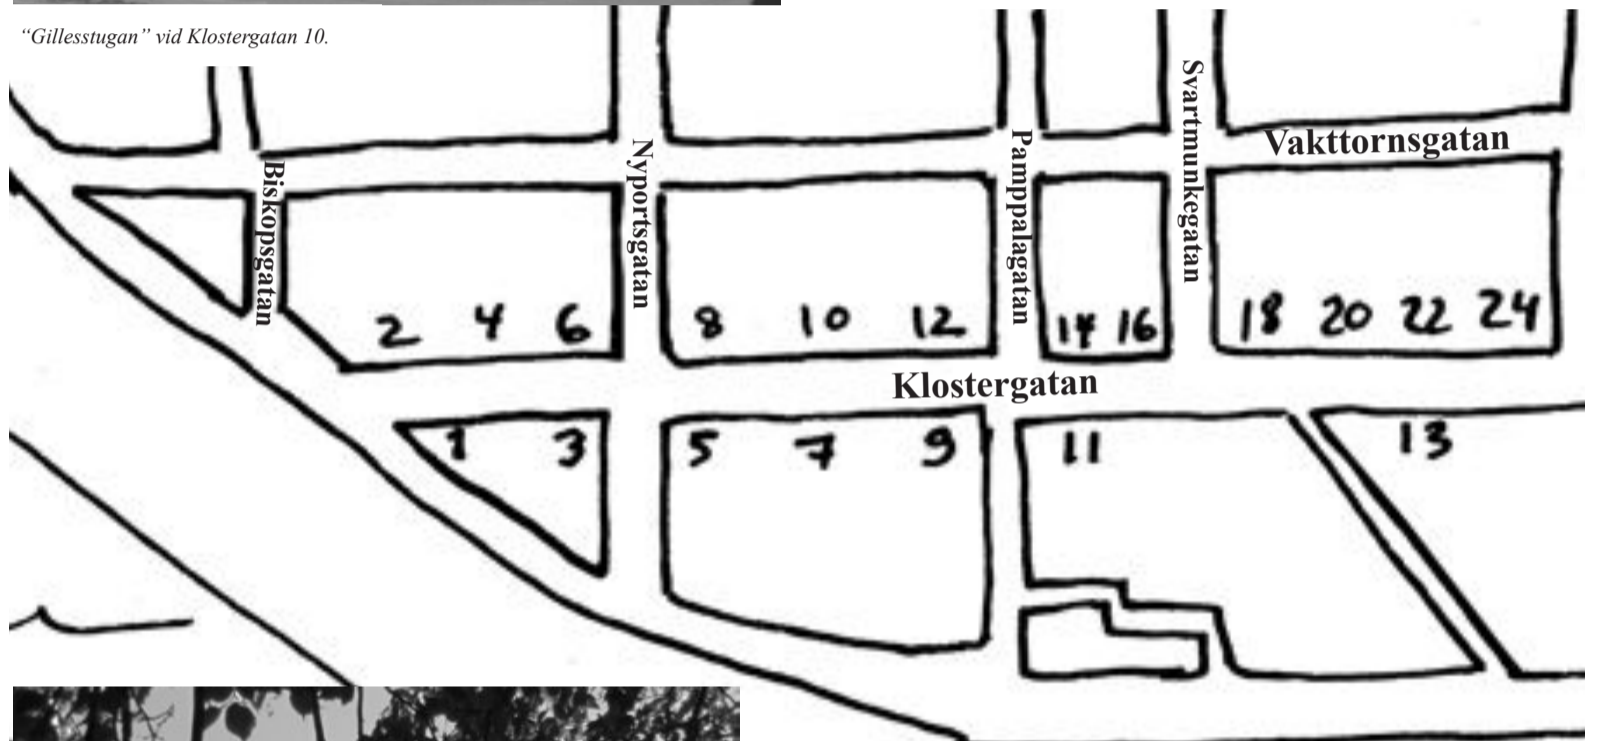 “Gillesstugan” vid Klostergatan 10.
Svartmunkegatan
Vakttornsgatan
Nyportsgatan
Pamppalagatan
Biskopsgatan
2 4 6 8 10 12 14 16 18 20 22 24
Klostergatan
1 3 5 7 9 11 13